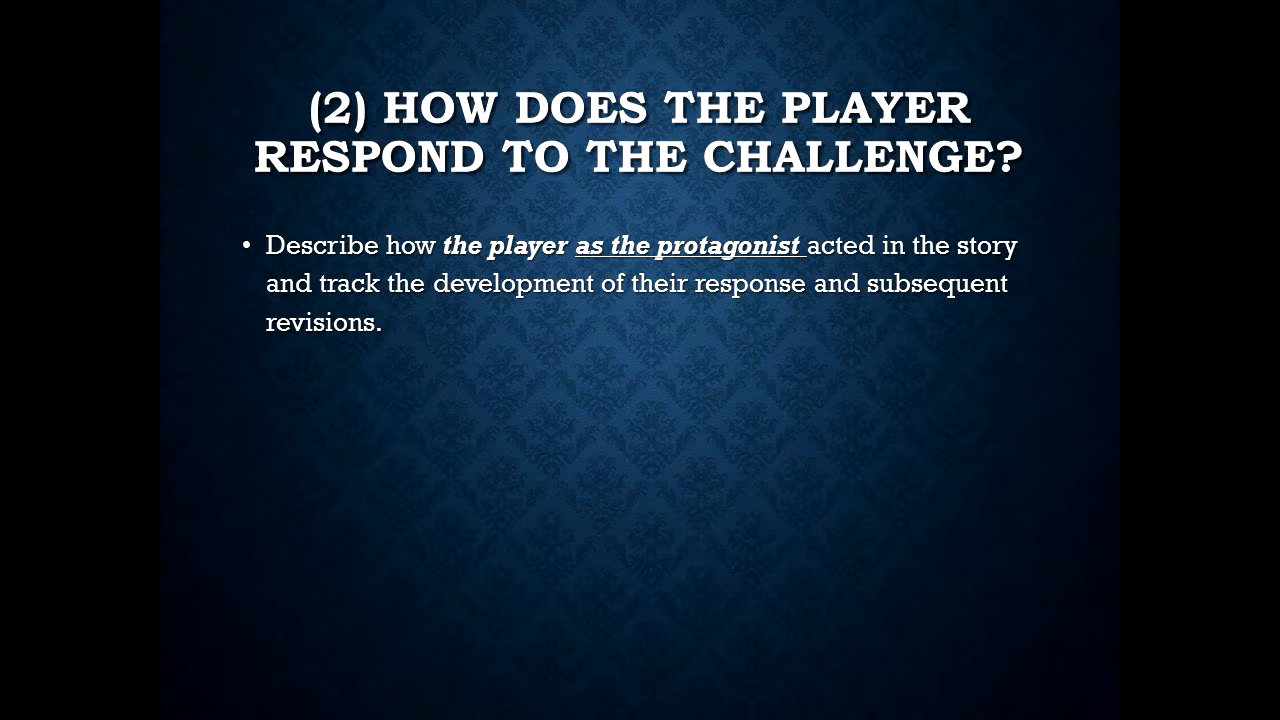 (2) HOW DOES THE PLAYER
RESPOND TO THE CHALLENGE?
• Describe how the player as the protagonist acted in the story
and track the development of their response and subsequent
revisions.